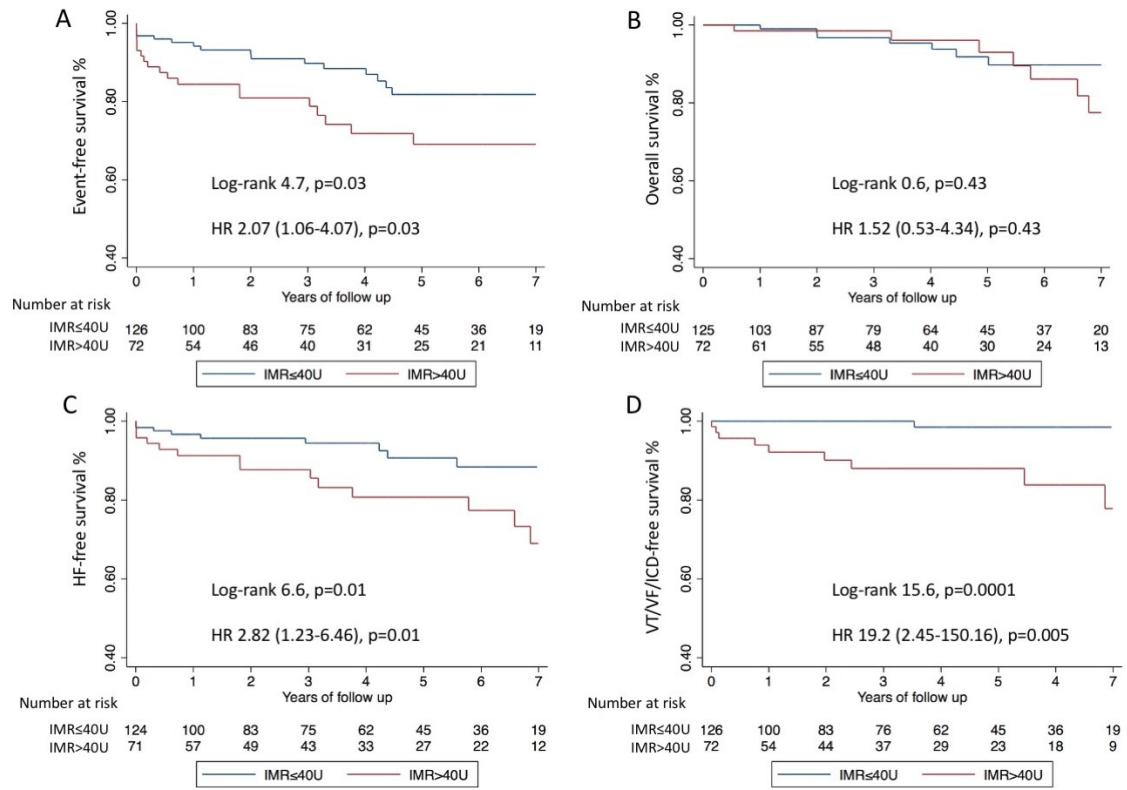 A
Event-free survival %
1.00
0.80
0.60
0.40
Log-rank 4.7, p=0.03
HR 2.07 (1.06-4.07), p=0.03
0 1 2 3 4 5 6 7
Years of follow up
Number at risk
IMR≤40U 126 100 83 75 62 45 36 19
IMR>40U 72 54 46 40 31 25 21 11
IMR≤40U IMR>40U
B
Overall survival %
1.00
0.80
0.60
0.40
Log-rank 0.6, p=0.43
HR 1.52 (0.53-4.34), p=0.43
0 1 2 3 4 5 6 7
Years of follow up
Number at risk
IMR≤40U 125 103 87 79 64 45 37 20
IMR>40U 72 61 55 48 40 30 24 13
IMR≤40U IMR>40U
C
HF-free survival %
1.00
0.80
0.60
0.40
Log-rank 6.6, p=0.01
HR 2.82 (1.23-6.46), p=0.01
0 1 2 3 4 5 6 7
Years of follow up
Number at risk
IMR≤40U 124 100 83 75 62 45 36 19
IMR>40U 71 57 49 43 33 27 22 12
IMR≤40U IMR>40U
D
VT/VF/ICD-free survival %
1.00
0.80
0.60
0.40
Log-rank 15.6, p=0.0001
HR 19.2 (2.45-150.16), p=0.005
0 1 2 3 4 5 6 7
Years of follow up
Number at risk
IMR≤40U 126 100 83 76 62 45 36 19
IMR>40U 72 54 44 37 29 23 18 9
IMR≤40U IMR>40U